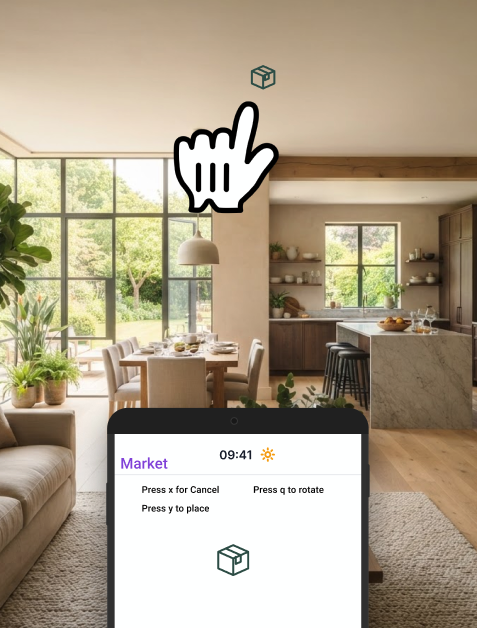 09:41
Market
Press x for Cancel
Press q to rotate
Press y to place